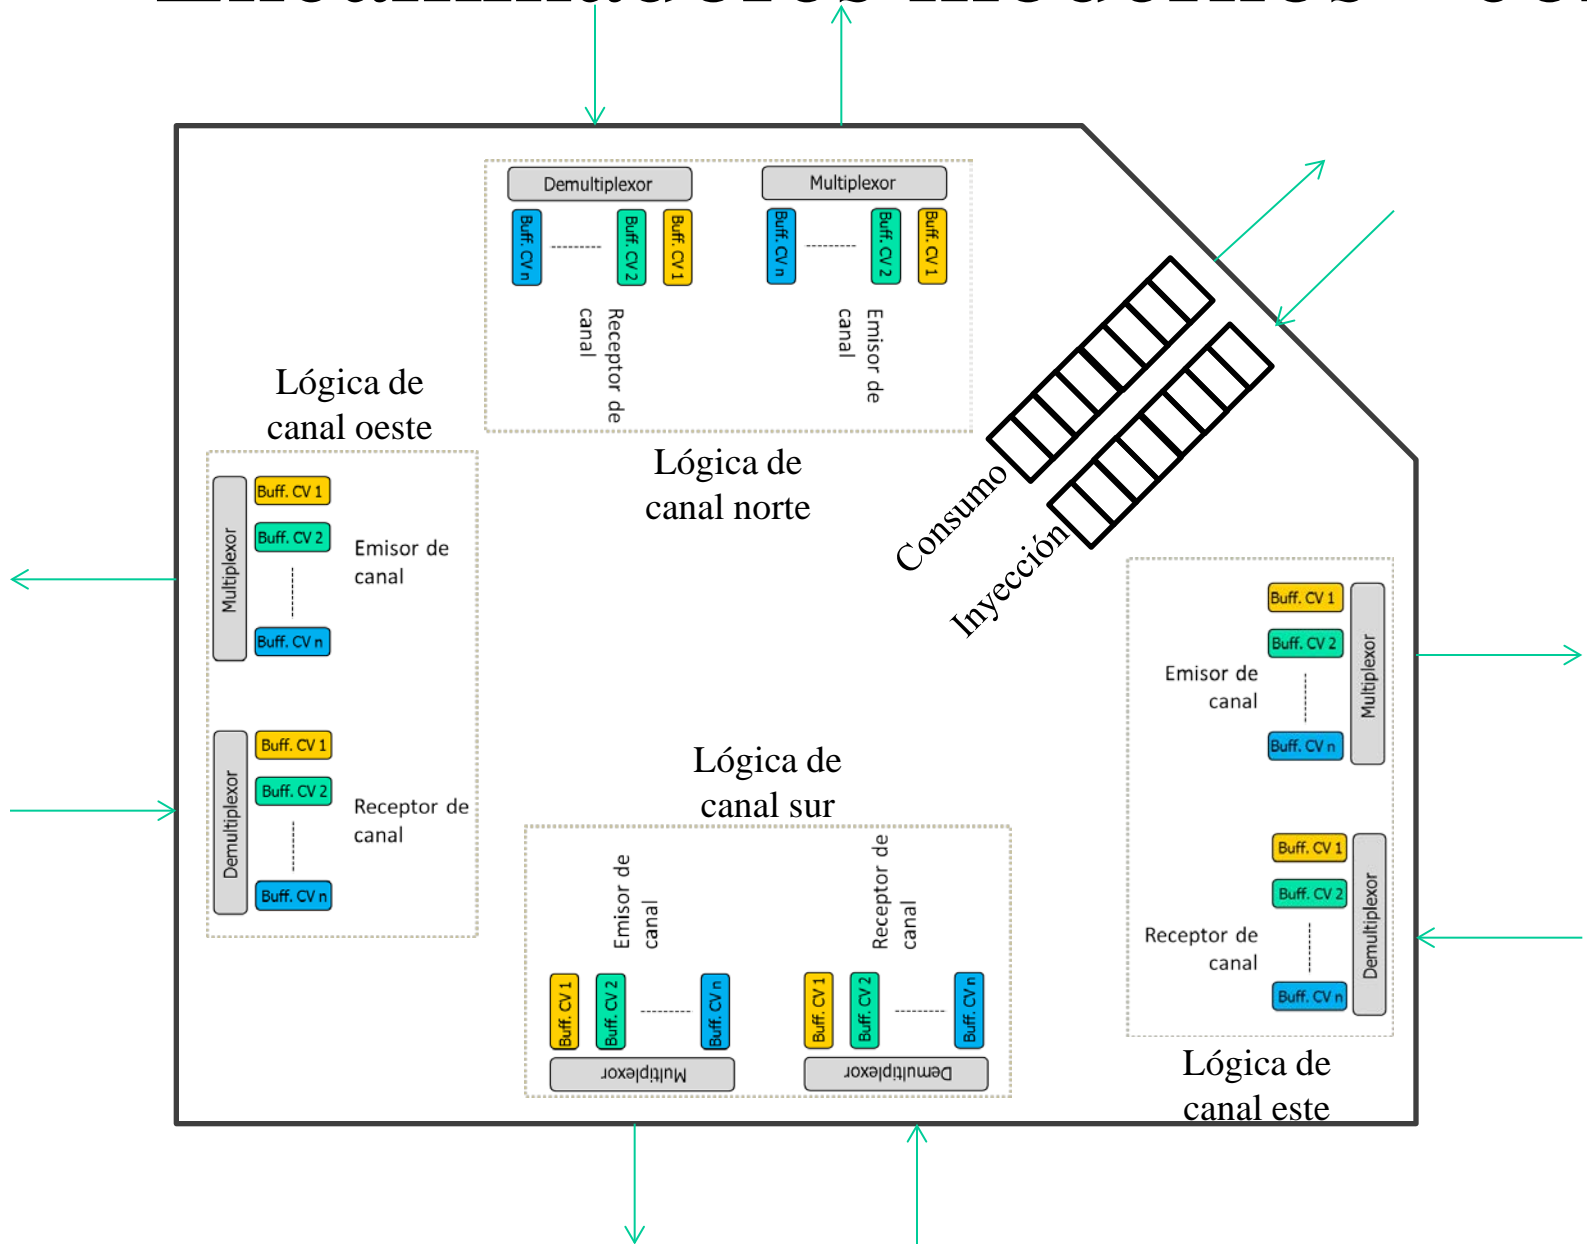 Encaminadores modernos
Demultiplexor
Multiplexor
Buff. CV n
Buff. CV 2
Buff. CV 1
Buff. CV n
Buff. CV 2
Buff. CV 1
Receptor de
canal
Emisor de
canal
Lógica de
canal norte
Consumo
Inyección
Lógica de
canal oeste
Multiplexor
Buff. CV 1
Buff. CV 2
Buff. CV n
Emisor de
canal
Demultiplexor
Buff. CV 1
Buff. CV 2
Buff. CV n
Receptor de
canal
Lógica de
canal sur
Emisor de
canal
Receptor de
canal
Buff. CV 1
Buff. CV 2
Buff. CV n
Buff. CV 1
Buff. CV 2
Buff. CV n
Multiplexor
Demultiplexor
Buff. CV 1
Buff. CV 2
Buff. CV n
Emisor de
canal
Multiplexor
Buff. CV 1
Buff. CV 2
Buff. CV n
Receptor de
canal
Demultiplexor
Lógica de
canal este